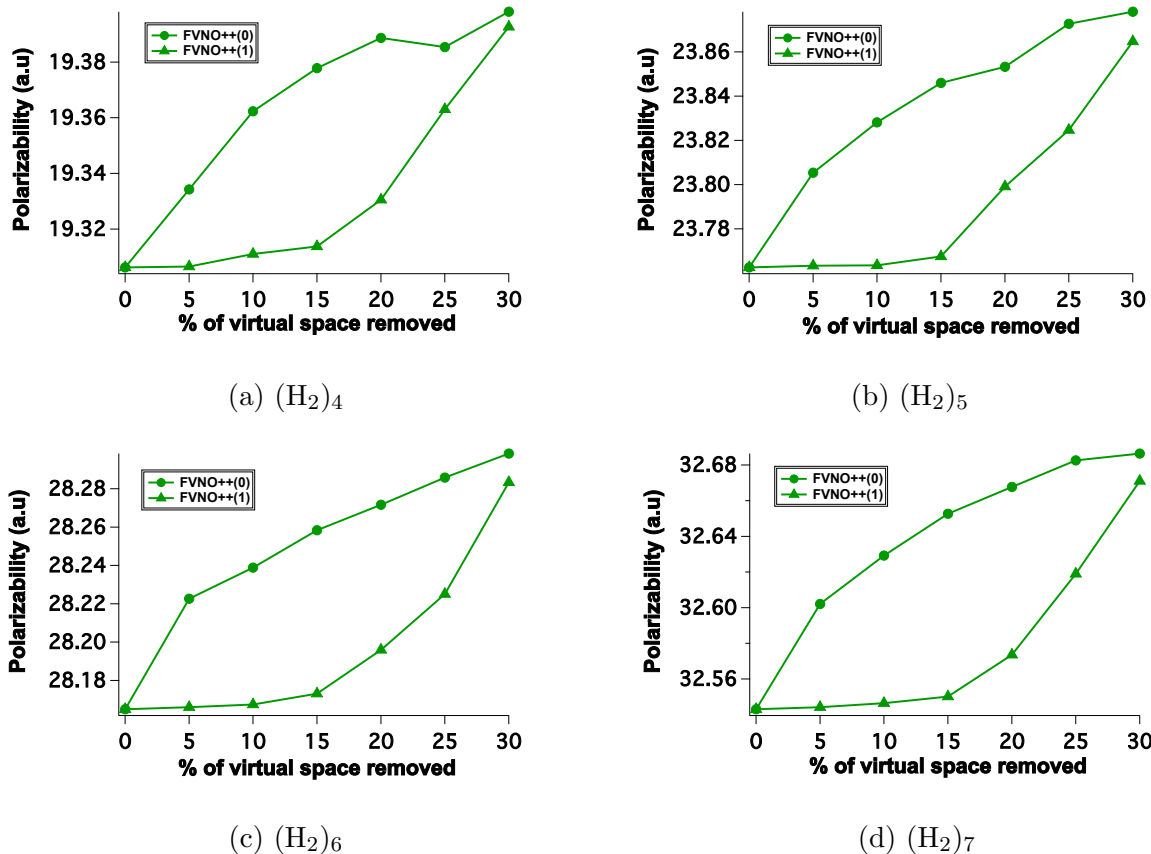 Polarizability (a.u)
19.38
19.36
19.34
19.32
FVNO++(0)
FVNO++(1)
0 5 10 15 20 25 30
% of virtual space removed
(a) (H₂)₄
Polarizability (a.u)
23.86
23.84
23.82
23.80
23.78
FVNO++(0)
FVNO++(1)
0 5 10 15 20 25 30
% of virtual space removed
(b) (H₂)₅
Polarizability (a.u)
28.28
28.26
28.24
28.22
28.20
28.18
FVNO++(0)
FVNO++(1)
0 5 10 15 20 25 30
% of virtual space removed
(c) (H₂)₆
Polarizability (a.u)
32.68
32.64
32.60
32.56
FVNO++(0)
FVNO++(1)
0 5 10 15 20 25 30
% of virtual space removed
(d) (H₂)₇